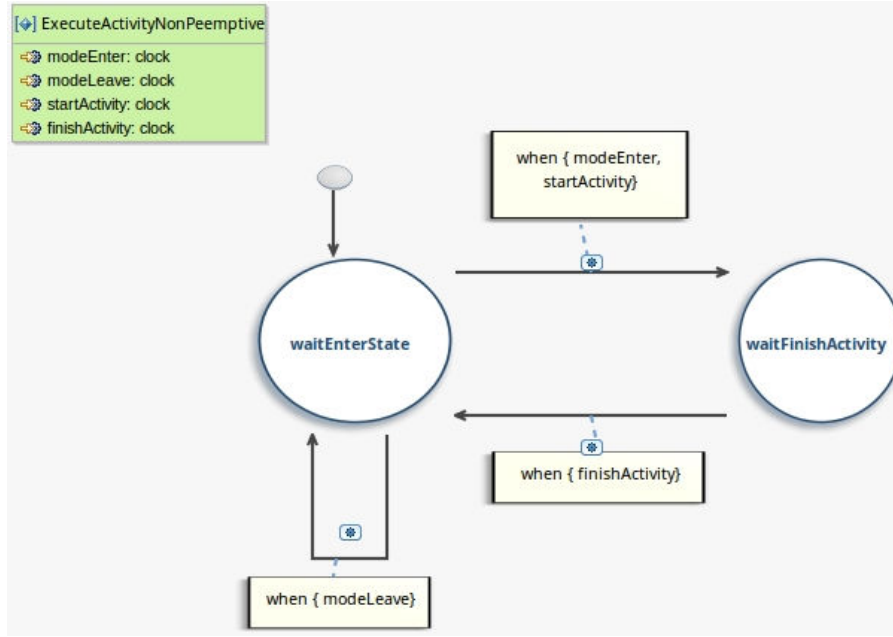 ExecuteActivityNonPeemptive
modeEnter: clock
modeLeave: clock
startActivity: clock
finishActivity: clock
when { modeEnter,
startActivity}
waitEnterState
waitFinishActivity
when { finishActivity}
when { modeLeave}